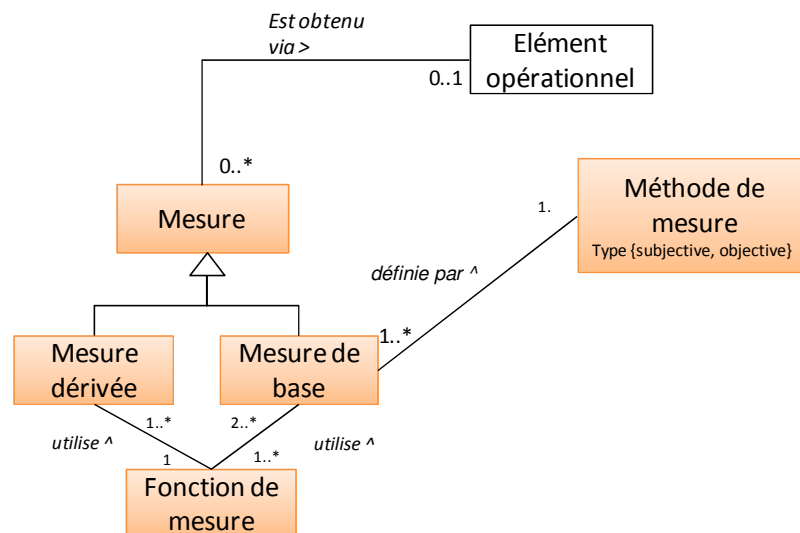 Est obtenu
via >
Elément
opérationnel
0..1
0..*
Mesure
Méthode de
mesure
Type {subjective, objective}
1.
définie par ^
1..*
Mesure
dérivée
Mesure de
base
1..*
2..*
utilise ^
utilise ^
1
1..*
Fonction de
mesure